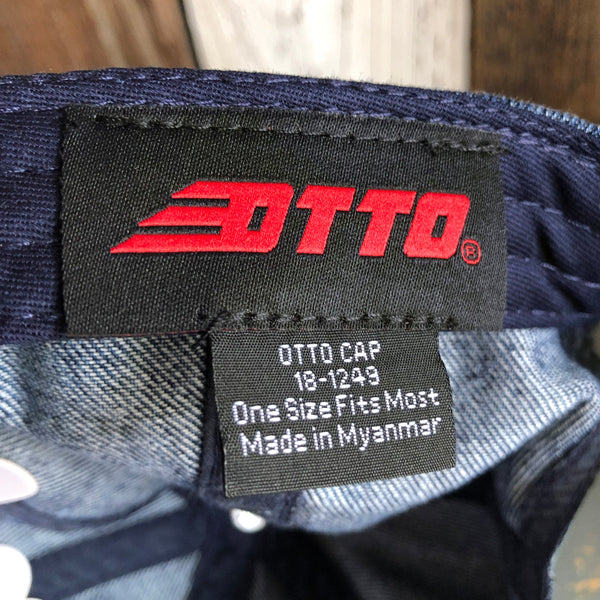 OTTO®
OTTO CAP
18-1249
One Size Fits Most
Made in Myanmar